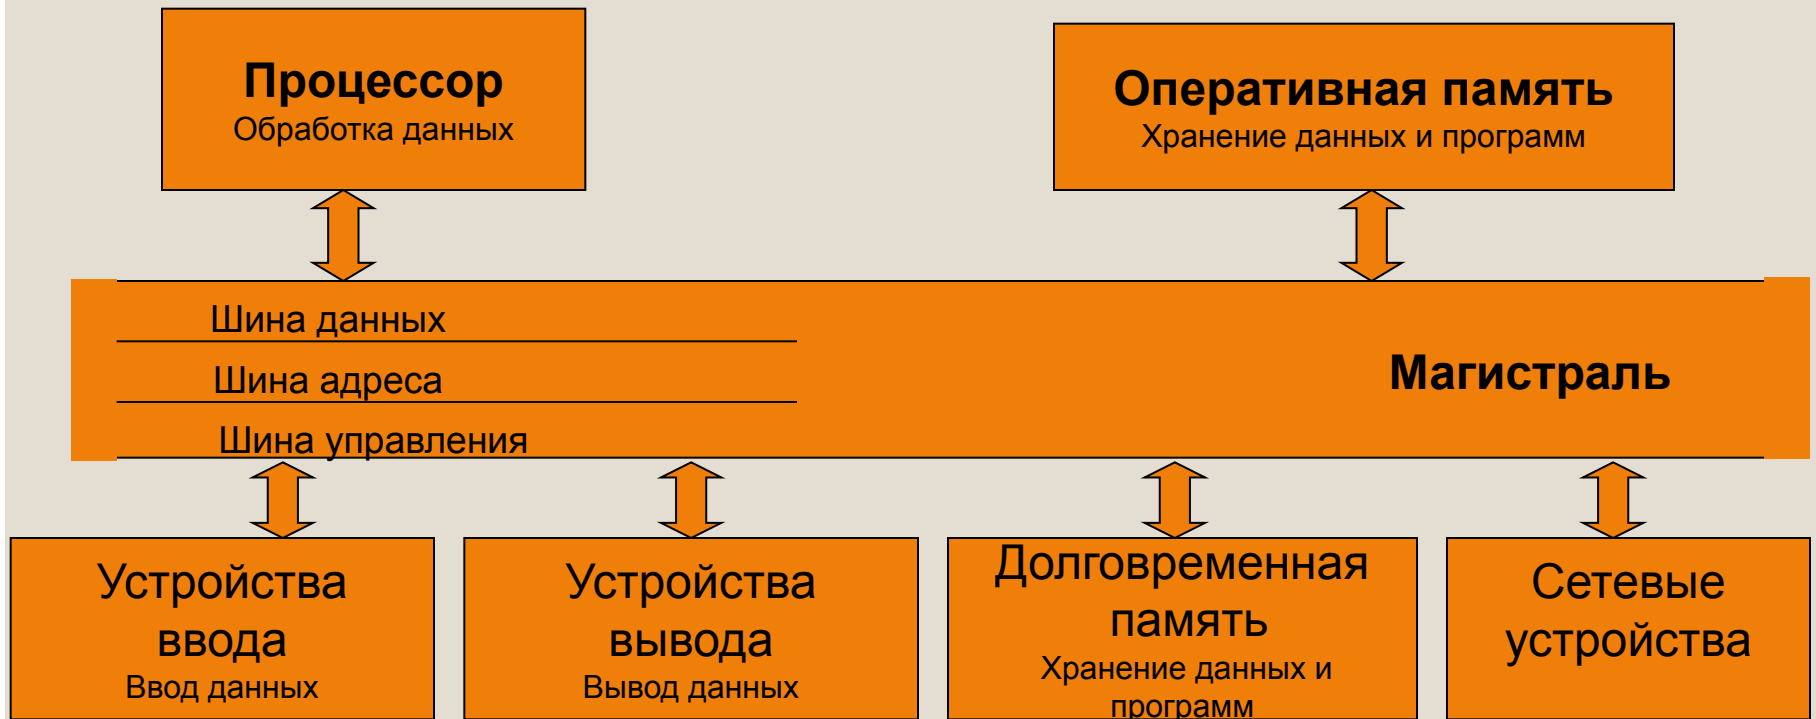 Процессор
Обработка данных
Оперативная память
Хранение данных и программ
Шина данных
Шина адреса
Шина управления
Магистраль
Устройства
ввода
Ввод данных
Устройства
вывода
Вывод данных
Долговременная
память
Хранение данных и
программ
Сетевые
устройства